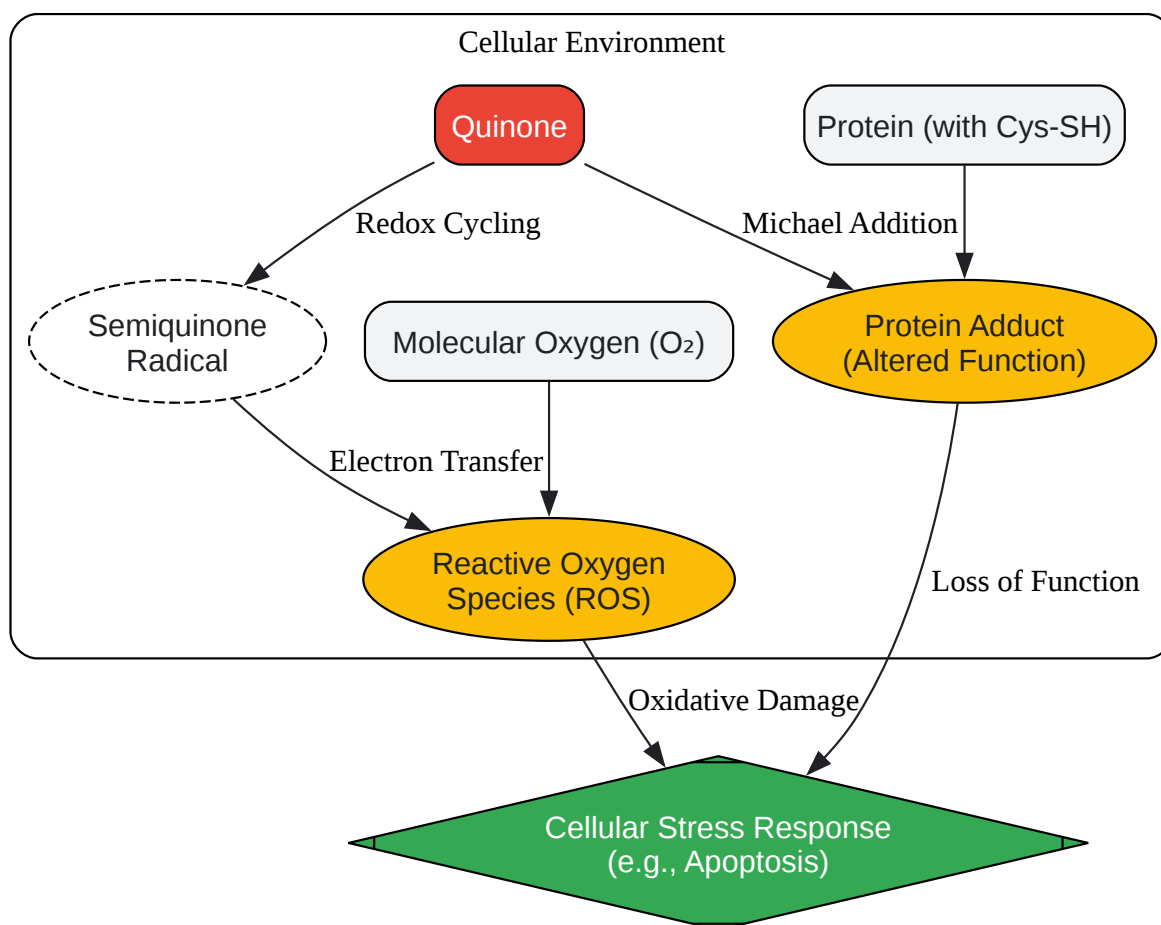 Cellular Environment
Quinone
Protein (with Cys-SH)
Redox Cycling
Michael Addition
Semiquinone
Radical
Molecular Oxygen (O₂)
Protein Adduct
(Altered Function)
Electron Transfer
Reactive Oxygen
Species (ROS)
Loss of Function
Oxidative Damage
Cellular Stress Response
(e.g., Apoptosis)